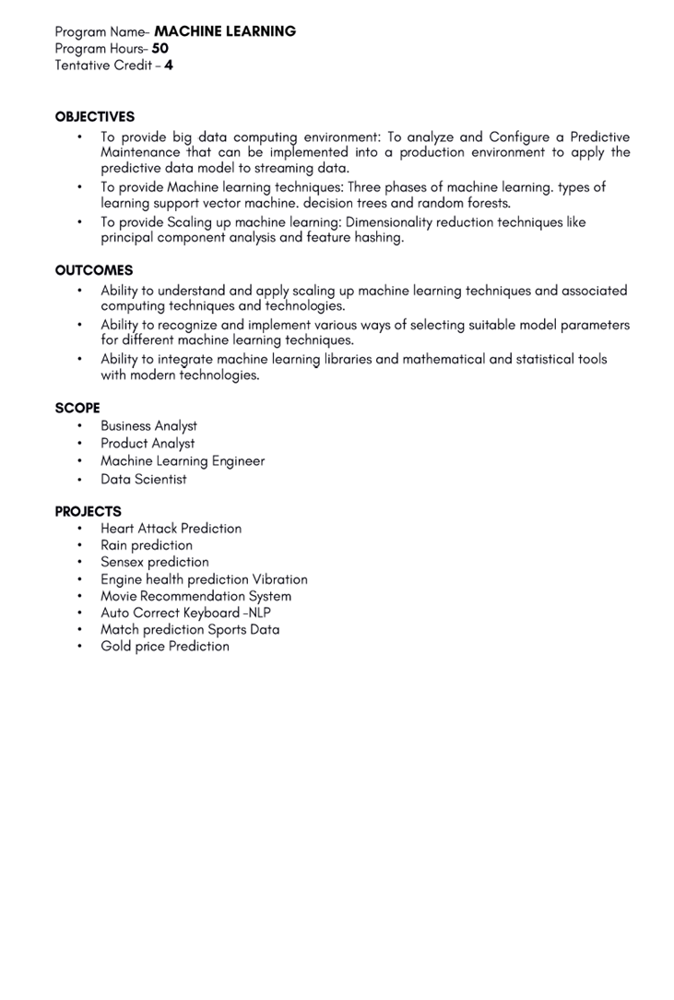 Program Name- MACHINE LEARNING
Program Hours- 50
Tentative Credit - 4
OBJECTIVES
• To provide big data computing environment: To analyze and Configure a Predictive
Maintenance that can be implemented into a production environment to apply the
predictive data model to streaming data.
• To provide Machine learning techniques: Three phases of machine learning. types of
learning support vector machine. decision trees and random forests.
• To provide Scaling up machine learning: Dimensionality reduction techniques like
principal component analysis and feature hashing.
OUTCOMES
• Ability to understand and apply scaling up machine learning techniques and associated
computing techniques and technologies.
• Ability to recognize and implement various ways of selecting suitable model parameters
for different machine learning techniques.
• Ability to integrate machine learning libraries and mathematical and statistical tools
with modern technologies.
SCOPE
• Business Analyst
• Product Analyst
• Machine Learning Engineer
• Data Scientist
PROJECTS
• Heart Attack Prediction
• Rain prediction
• Sensex prediction
• Engine health prediction Vibration
• Movie Recommendation System
• Auto Correct Keyboard -NLP
• Match prediction Sports Data
• Gold price Prediction